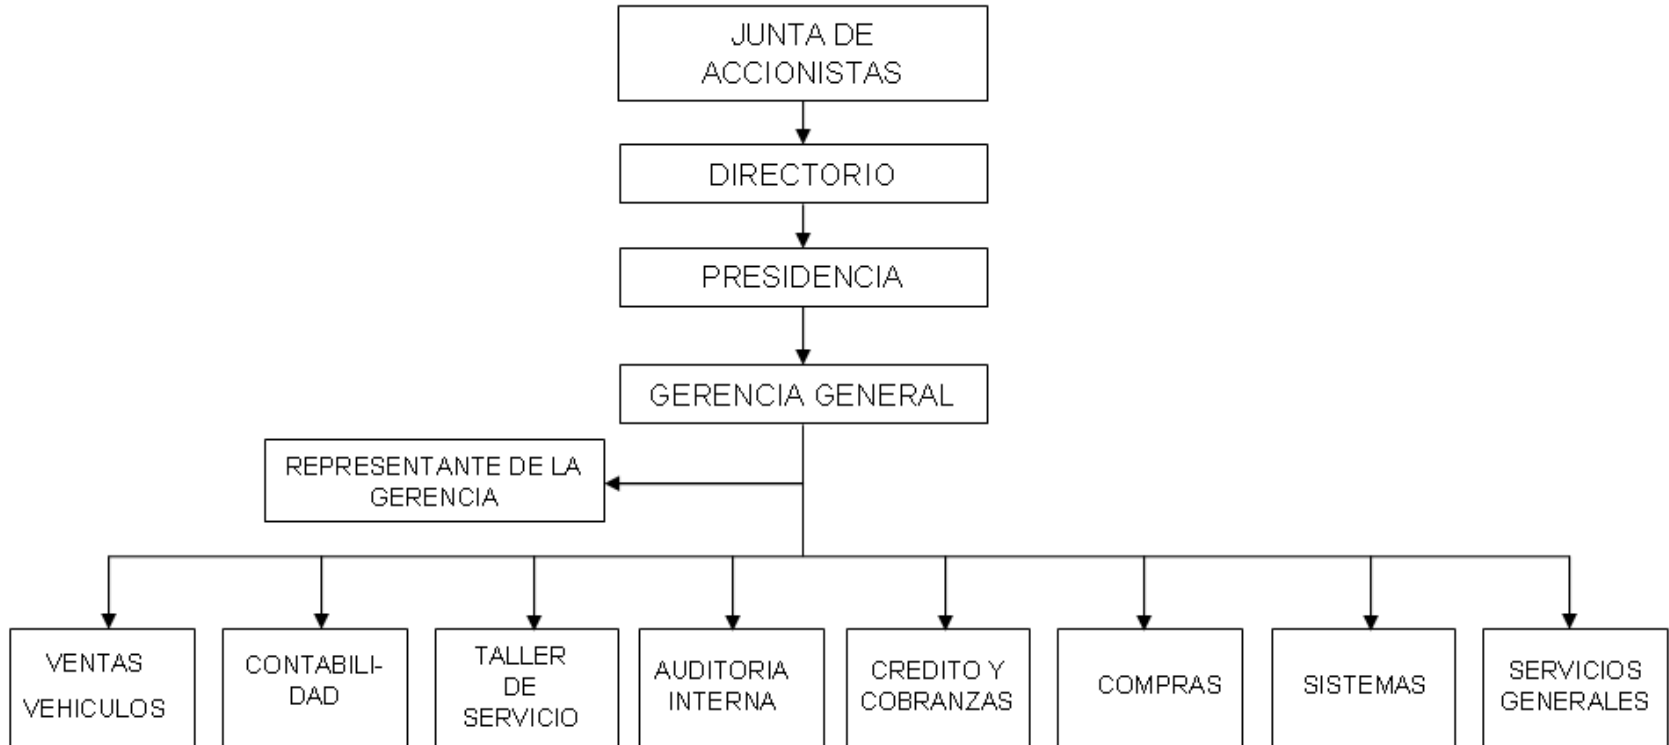 JUNTA DE
ACCIONISTAS
DIRECTORIO
PRESIDENCIA
GERENCIA GENERAL
REPRESENTANTE DE LA
GERENCIA
VENTAS
VEHICULOS
CONTABILI-
DAD
TALLER
DE
SERVICIO
AUDITORIA
INTERNA
CREDITO Y
COBRANZAS
COMPRAS
SISTEMAS
SERVICIOS
GENERALES